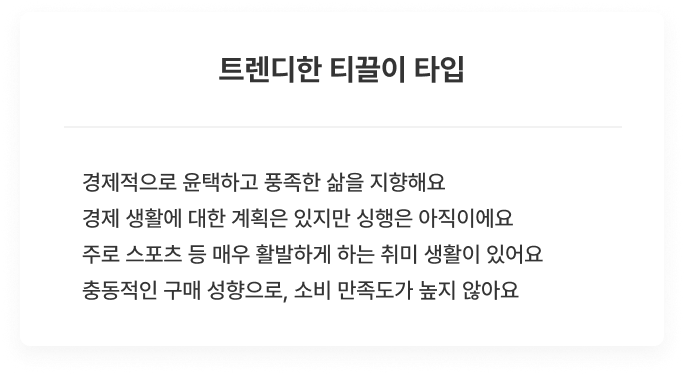 트렌디한 티끌이 타입
경제적으로 윤택하고 풍족한 삶을 지향해요
경제 생활에 대한 계획은 있지만 싱행은 아직이에요
주로 스포츠 등 매우 활발하게 하는 취미 생활이 있어요
충동적인 구매 성향으로, 소비 만족도가 높지 않아요